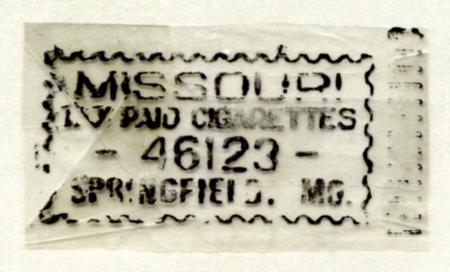 MISSOURI
TAX PAID CIGARETTES
- 46123 -
SPRINGFIELD, MO.